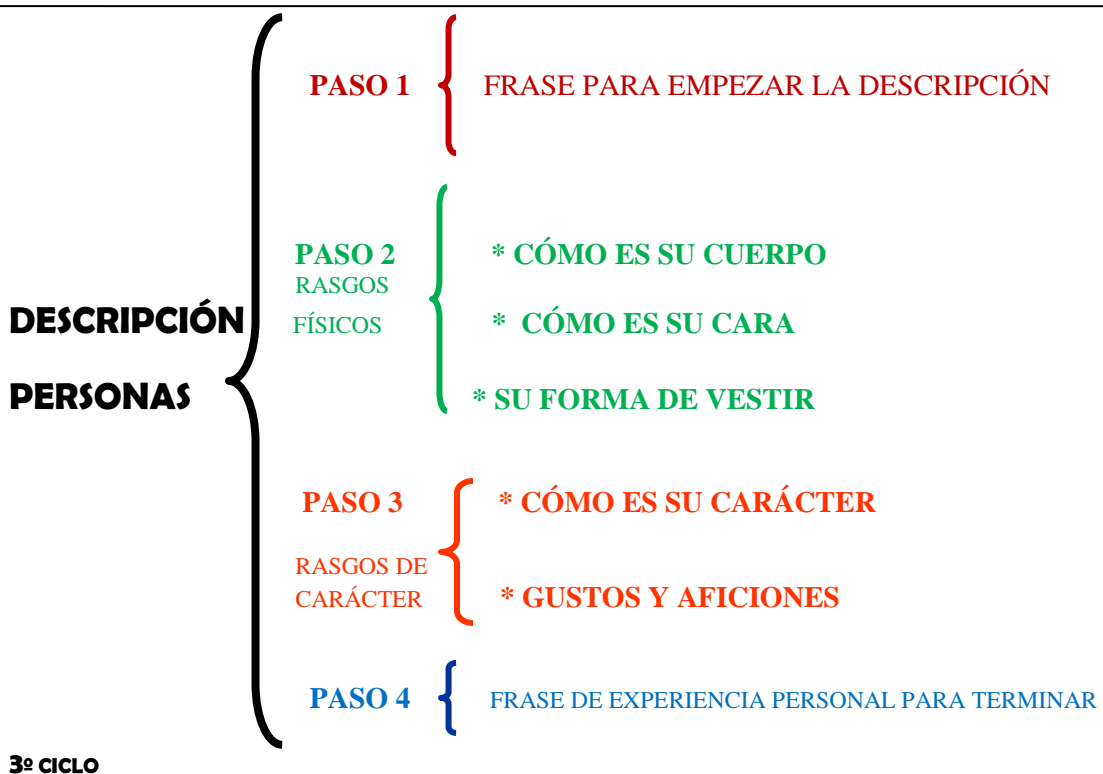 PASO 1 FRASE PARA EMPEZAR LA DESCRIPCIÓN
PASO 2 * CÓMO ES SU CUERPO
RASGOS
FÍSICOS * CÓMO ES SU CARA
DESCRIPCIÓN
PERSONAS * SU FORMA DE VESTIR
PASO 3 * CÓMO ES SU CARÁCTER
RASGOS DE
CARÁCTER * GUSTOS Y AFICIONES
PASO 4 FRASE DE EXPERIENCIA PERSONAL PARA TERMINAR
3º CICLO